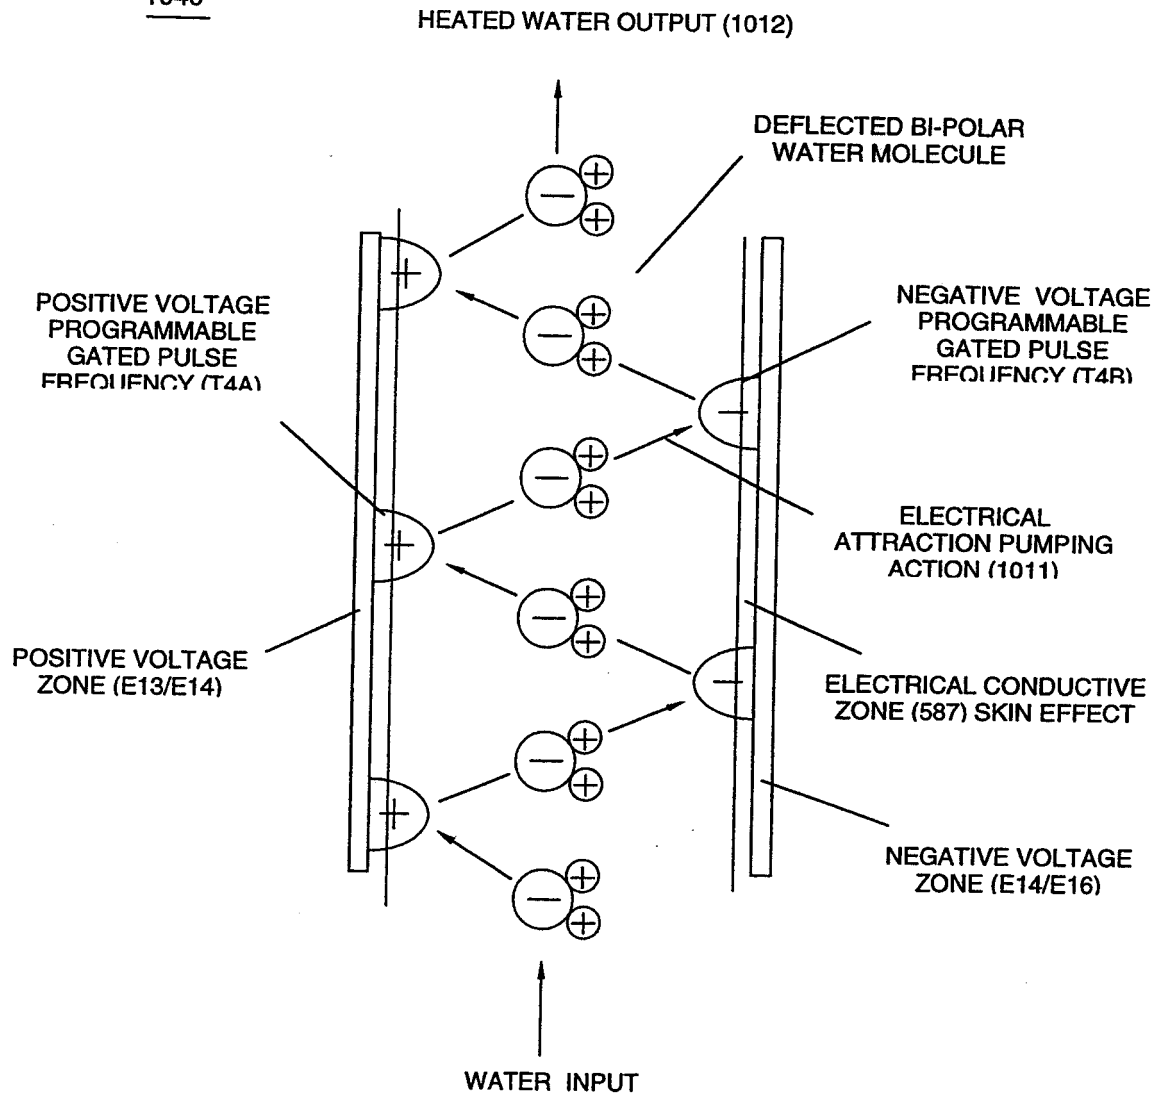 HEATED WATER OUTPUT (1012)
DEFLECTED BI-POLAR
WATER MOLECULE
POSITIVE VOLTAGE
PROGRAMMABLE
GATED PULSE
FREQUENCY (T4A)
NEGATIVE VOLTAGE
PROGRAMMABLE
GATED PULSE
FREQUENCY (T4B)
ELECTRICAL
ATTRACTION PUMPING
ACTION (1011)
POSITIVE VOLTAGE
ZONE (E13/E14)
ELECTRICAL CONDUCTIVE
ZONE (587) SKIN EFFECT
NEGATIVE VOLTAGE
ZONE (E14/E16)
WATER INPUT